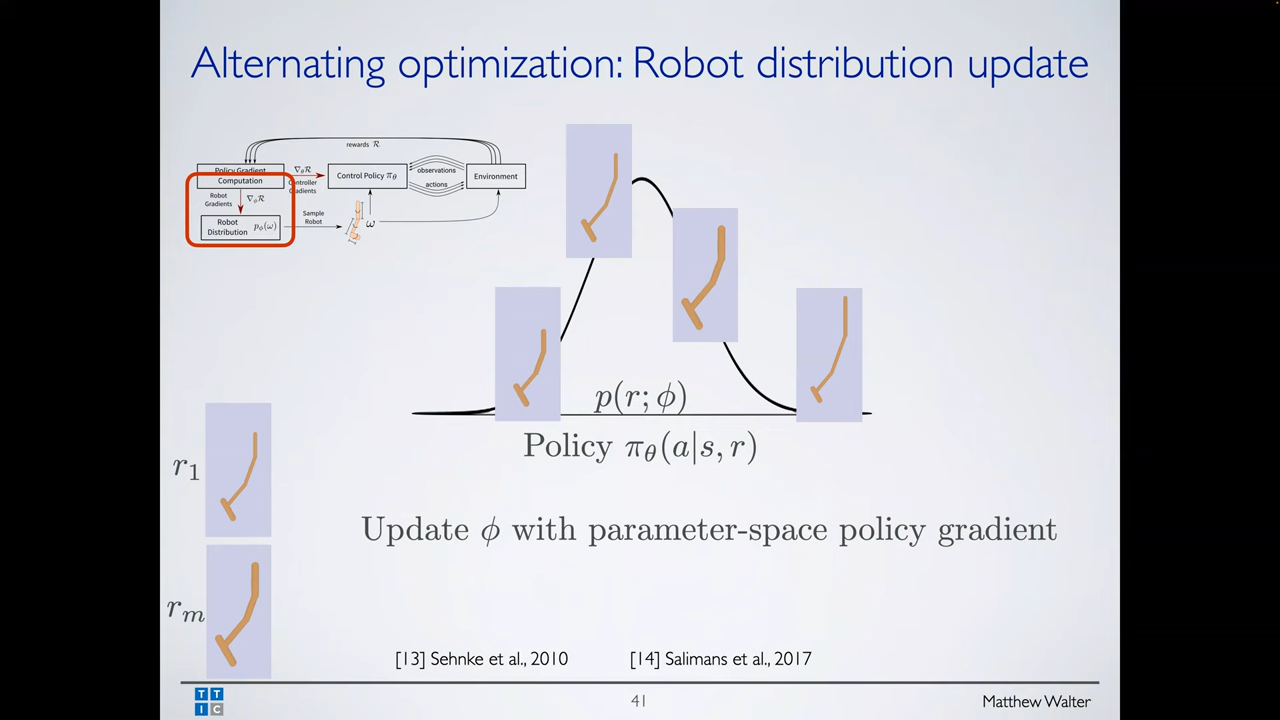 Alternating optimization: Robot distribution update
rewards R
Policy Gradient
Computation
∇θR
Controller
Gradients
Control Policy πθ
observations
actions
Environment
Robot
Gradients
∇ϕR
Robot
Distribution pϕ(ω)
Sample
Robot
ω
p(r; ϕ)
Policy πθ(a|s, r)
r1
Update ϕ with parameter-space policy gradient
rm
[13] Sehnke et al., 2010
[14] Salimans et al., 2017
T T
I C
41
Matthew Walter